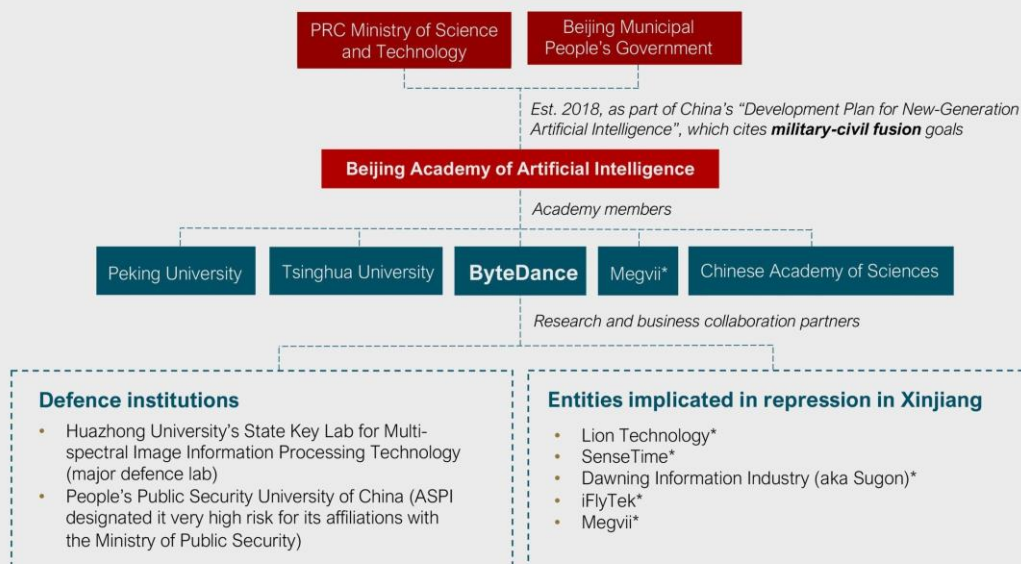 PRC Ministry of Science
and Technology
Beijing Municipal
People's Government
Est. 2018, as part of China's “Development Plan for New-Generation
Artificial Intelligence”, which cites military-civil fusion goals
Beijing Academy of Artificial Intelligence
Academy members
Peking University
Tsinghua University
ByteDance
Megvii*
Chinese Academy of Sciences
Research and business collaboration partners
Defence institutions
• Huazhong University's State Key Lab for Multi-
spectral Image Information Processing Technology
(major defence lab)
• People's Public Security University of China (ASPI
designated it very high risk for its affiliations with
the Ministry of Public Security)
Entities implicated in repression in Xinjiang
• Lion Technology*
• SenseTime*
• Dawning Information Industry (aka Sugon)*
• iFlyTek*
• Megvii*